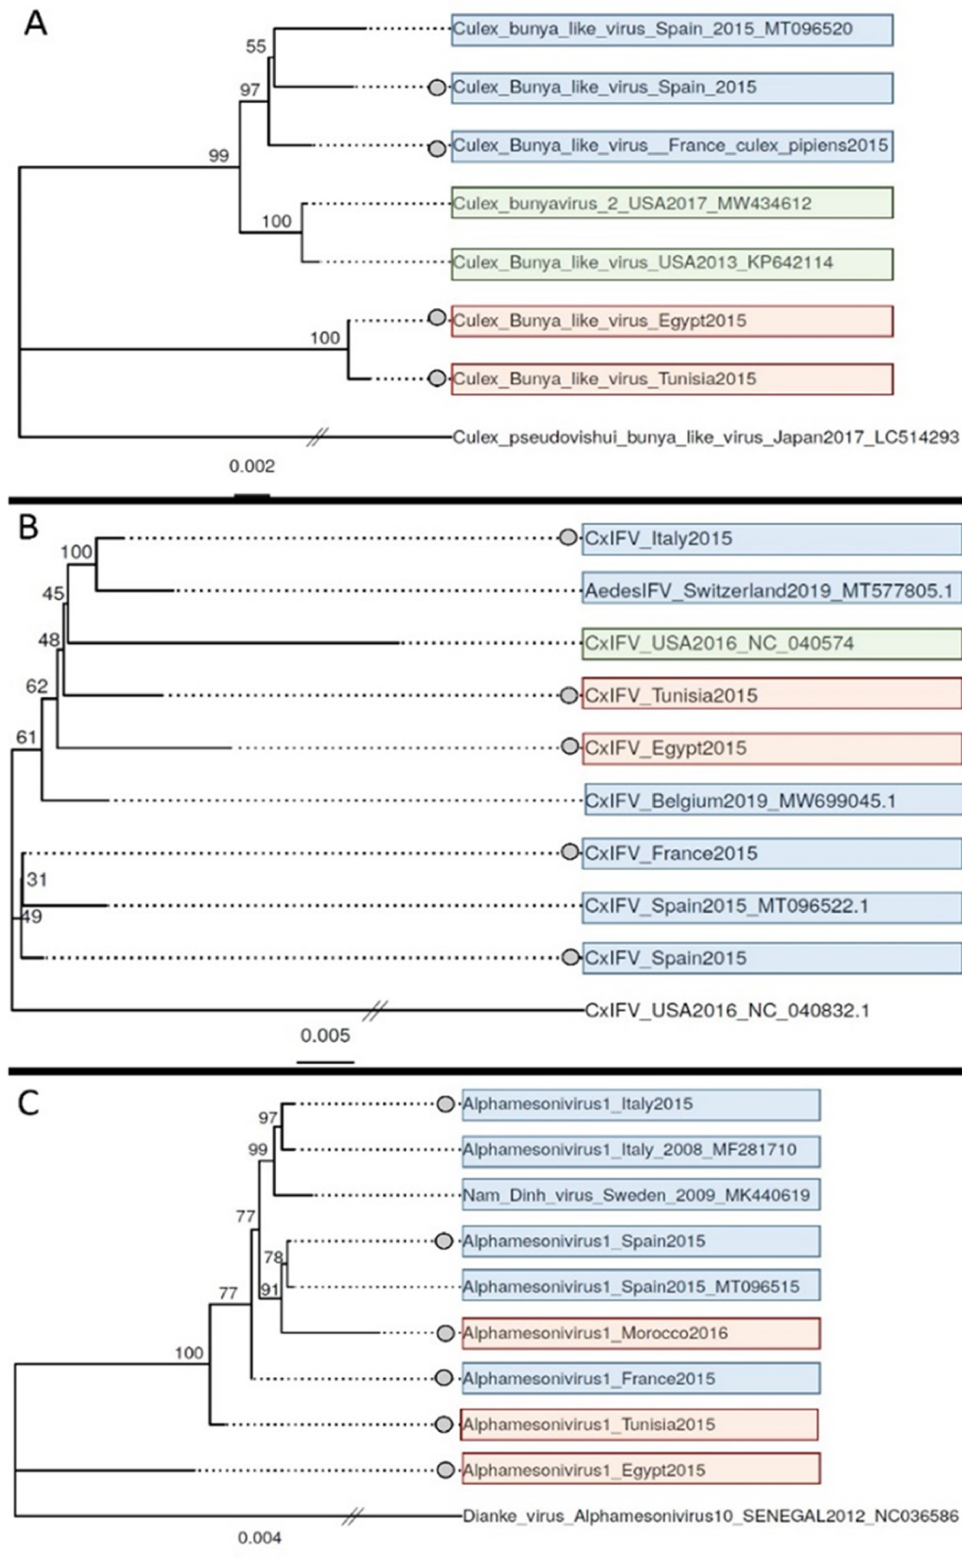 A
Culex_bunya_like_virus_Spain_2015_MT096520
55
Culex_Bunya_like_virus_Spain_2015
97
Culex_Bunya_like_virus__France_culex_pipiens2015
99
Culex_bunyavirus_2_USA2017_MW434612
100
Culex_Bunya_like_virus_USA2013_KP642114
Culex_Bunya_like_virus_Egypt2015
100
Culex_Bunya_like_virus_Tunisia2015
Culex_pseudovishui_bunya_like_virus_Japan2017_LC514293
0.002
B
CxIFV_Italy2015
100
AedesIFV_Switzerland2019_MT577805.1
45
CxIFV_USA2016_NC_040574
48
CxIFV_Tunisia2015
62
CxIFV_Egypt2015
61
CxIFV_Belgium2019_MW699045.1
CxIFV_France2015
31
CxIFV_Spain2015_MT096522.1
49
CxIFV_Spain2015
CxIFV_USA2016_NC_040832.1
0.005
C
Alphamesonivirus1_Italy2015
97
Alphamesonivirus1_Italy_2008_MF281710
99
Nam_Dinh_virus_Sweden_2009_MK440619
77
Alphamesonivirus1_Spain2015
78
Alphamesonivirus1_Spain2015_MT096515
91
77
Alphamesonivirus1_Morocco2016
100
Alphamesonivirus1_France2015
Alphamesonivirus1_Tunisia2015
Alphamesonivirus1_Egypt2015
Dianke_virus_Alphamesonivirus10_SENEGAL2012_NC036586
0.004